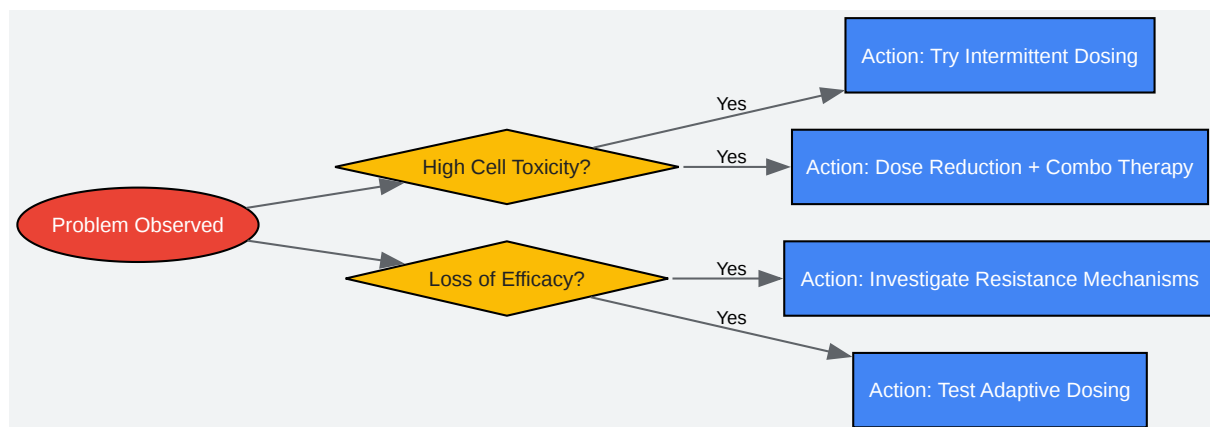 Action: Try Intermittent Dosing
Yes
High Cell Toxicity?
Yes
Action: Dose Reduction + Combo Therapy
Problem Observed
Loss of Efficacy?
Yes
Action: Investigate Resistance Mechanisms
Yes
Action: Test Adaptive Dosing